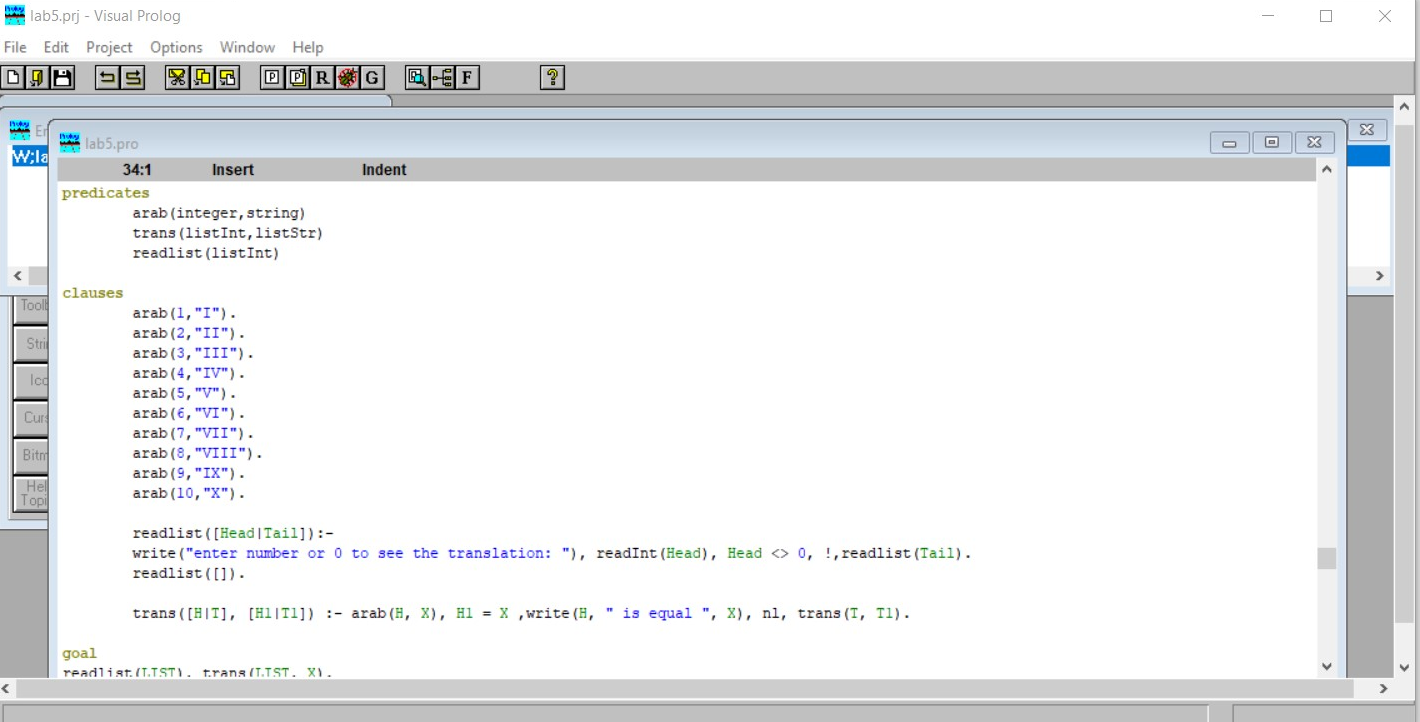 lab5.prj - Visual Prolog
File Edit Project Options Window Help
P R G F ?
lab5.pro
34:1 Insert Indent
predicates
arab(integer,string)
trans(listInt,listStr)
readlist(listInt)
clauses
arab(1,"I").
arab(2,"II").
arab(3,"III").
arab(4,"IV").
arab(5,"V").
arab(6,"VI").
arab(7,"VII").
arab(8,"VIII").
arab(9,"IX").
arab(10,"X").
readlist([Head|Tail]):-
write("enter number or 0 to see the translation: "), readInt(Head), Head <> 0, !,readlist(Tail).
readlist([]).
trans([H|T], [H1|T1]) :- arab(H, X), H1 = X ,write(H, " is equal ", X), nl, trans(T, T1).
goal
readlist(LIST), trans(LIST, X).